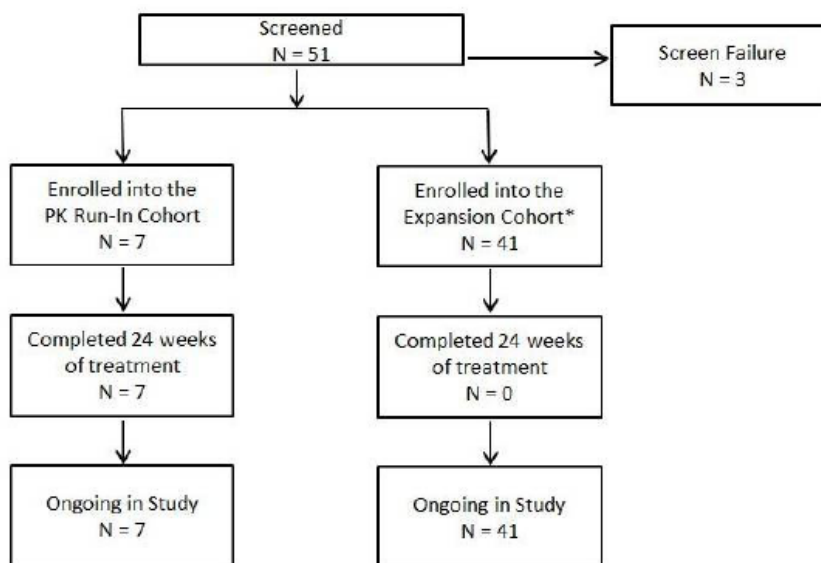 Screened
N = 51
Screen Failure
N = 3
Enrolled into the
PK Run-In Cohort
N = 7
Enrolled into the
Expansion Cohort*
N = 41
Completed 24 weeks
of treatment
N = 7
Completed 24 weeks
of treatment
N = 0
Ongoing in Study
N = 7
Ongoing in Study
N = 41